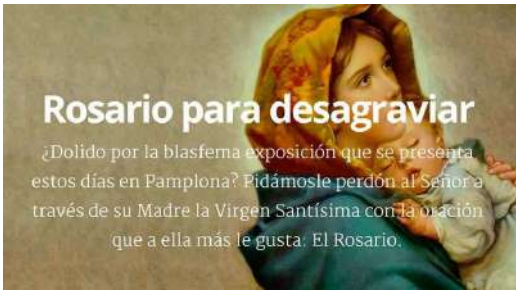 Rosario para desagraviar
¿Dolido por la blasfema exposición que se presenta
estos días en Pamplona? Pidámosle perdón al Señor a
través de su Madre la Virgen Santísima con la oración
que a ella más le gusta: El Rosario.